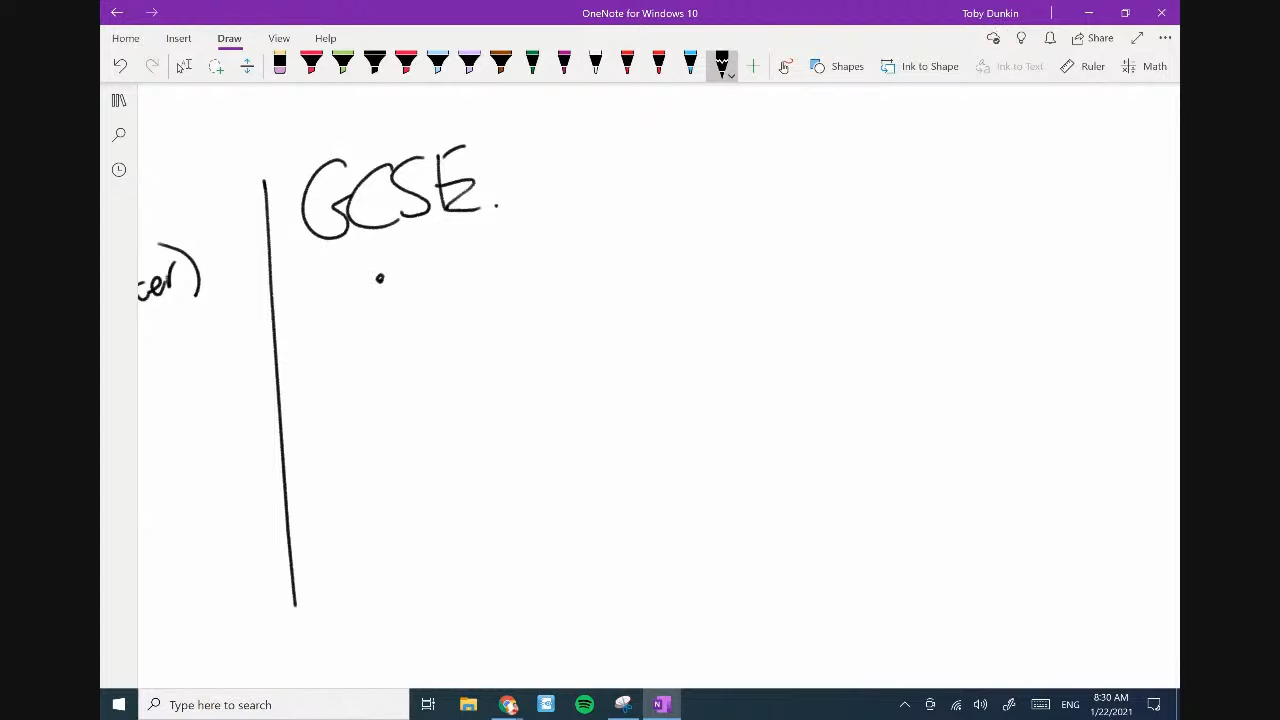 OneNote for Windows 10
Toby Dunkin
Home Insert Draw View Help
Share
Shapes Ink to Shape Ink to Text Ruler Math
GCSE.
cer)
Type here to search
ENG
8:30 AM
1/22/2021